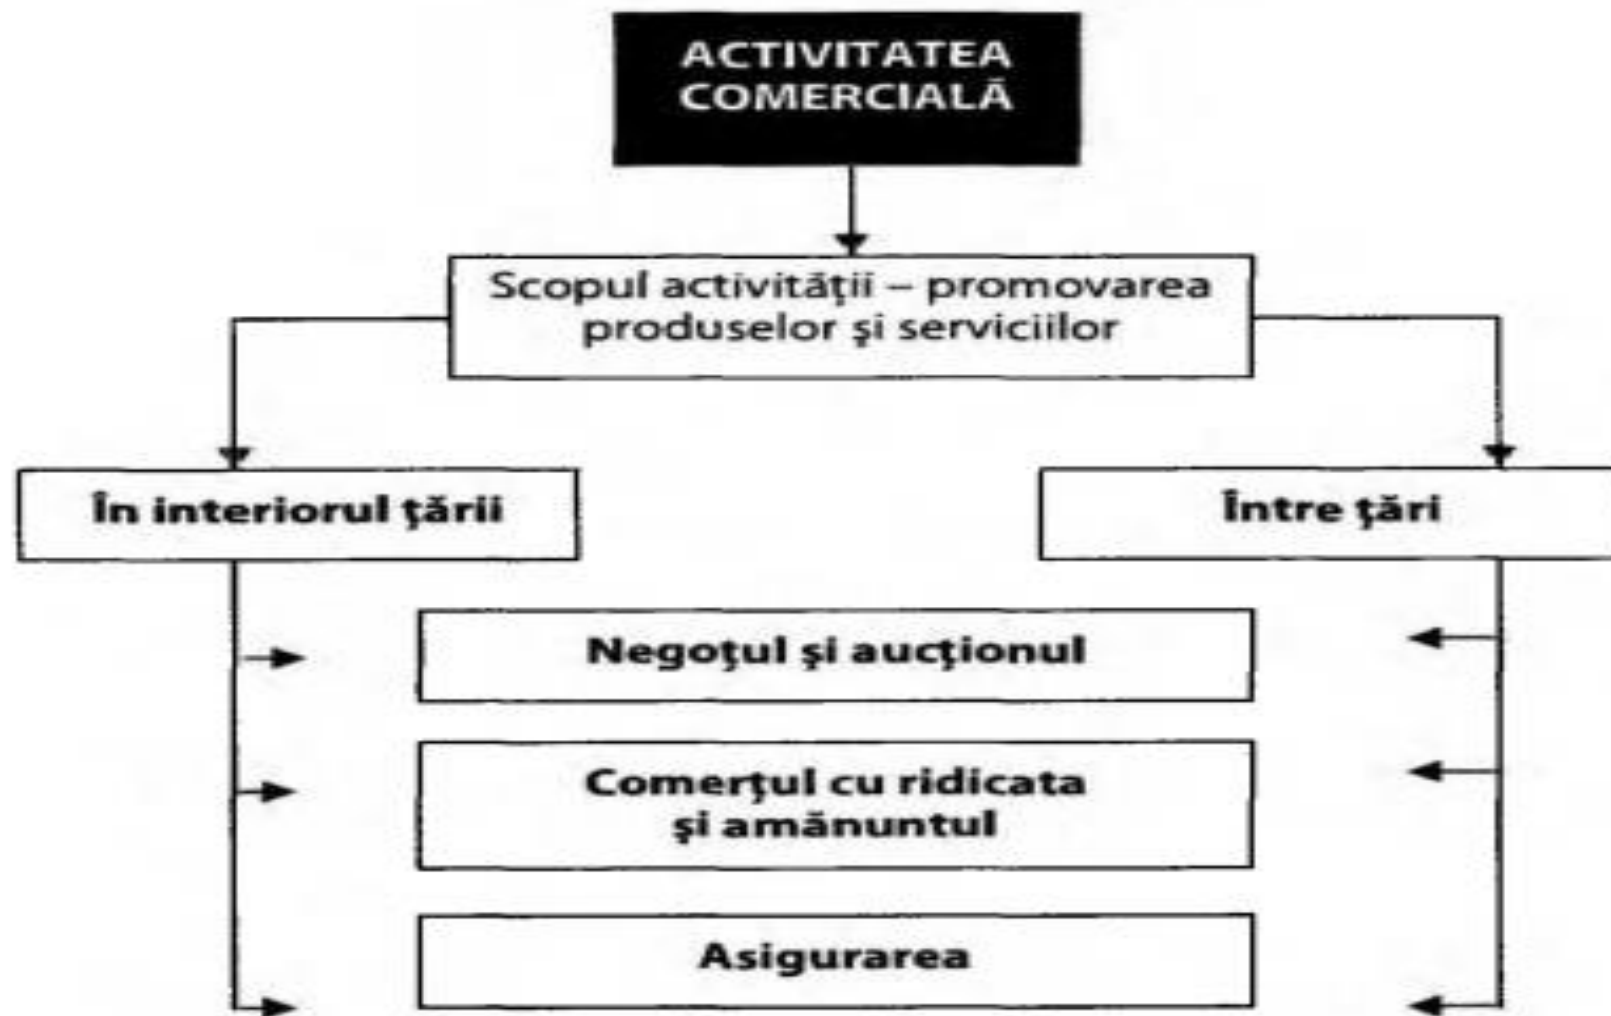 ACTIVITATEA
COMERCIALĂ
Scopul activităţii – promovarea
produselor şi serviciilor
În interiorul ţării
Între ţări
Negoţul şi aucţionul
Comerţul cu ridicata
şi amănuntul
Asigurarea